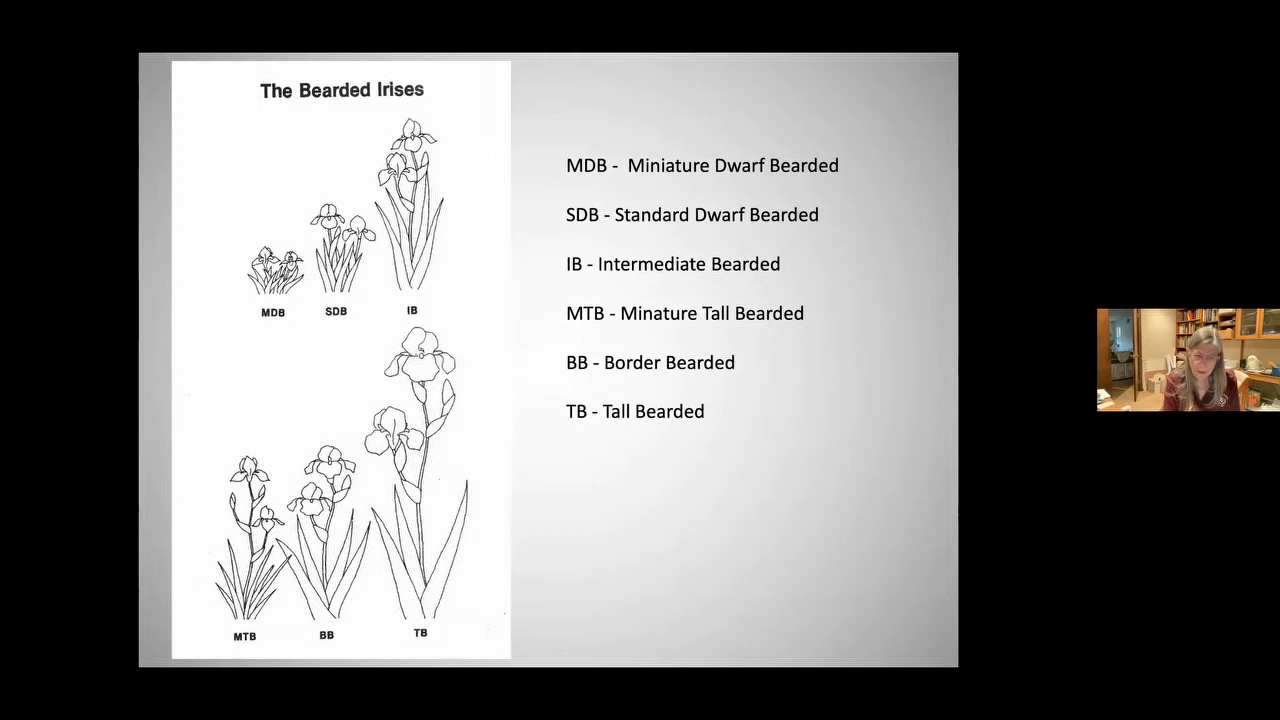 The Bearded Irises
MDB
SDB
IB
MTB
BB
TB
MDB -  Miniature Dwarf Bearded
SDB - Standard Dwarf Bearded
IB - Intermediate Bearded
MTB - Minature Tall Bearded
BB - Border Bearded
TB - Tall Bearded